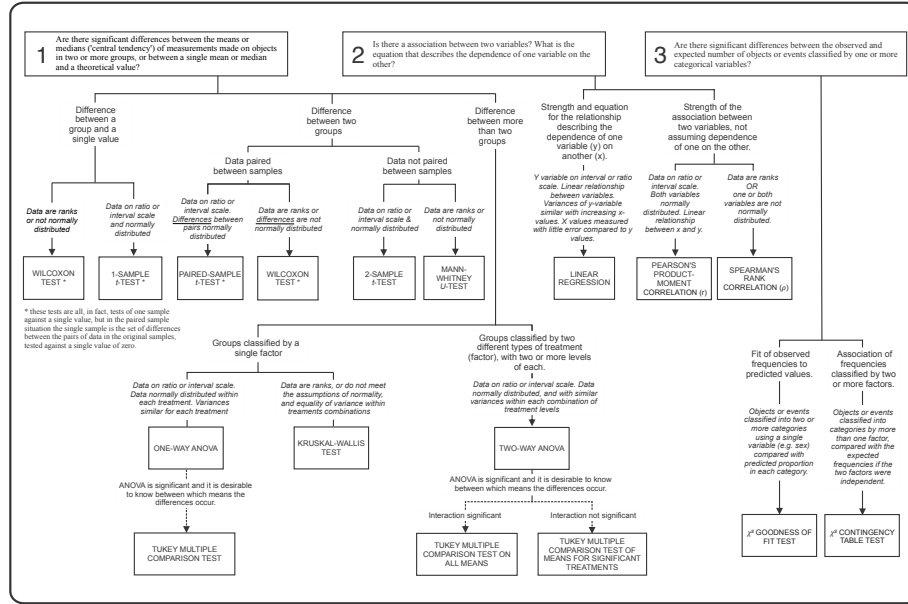 1
Are there significant differences between the means or
medians ('central tendency') of measurements made on objects
in two or more groups, or between a single mean or median
and a theoretical value?
2
Is there a association between two variables? What is the
equation that describes the dependence of one variable on the
other?
3
Are there significant differences between the observed and
expected number of objects or events classified by one or more
categorical variables?
Difference
between a
group and a
single value
Difference
between two
groups
Difference
between more
than two
groups
Strength and equation
for the relationship
describing the
dependence of one
variable (y) on
another (x).
Strength of the
association between
two variables, not
assuming dependence
of one on the other.
Data paired
between samples
Data not paired
between samples
Data are ranks
or not normally
distributed
Data on ratio or
interval scale
and normally
distributed
Data on ratio or
interval scale.
Differences between
pairs normally
distributed
Data are ranks or
differences are not
normally distributed
Data on ratio or
interval scale &
normally distributed
Data are ranks or not
normally distributed
Y variable on interval or ratio
scale. Linear relationship
between variables.
Variances of y-variable
similar with increasing x-
values. X values measured
with little error compared to y
values.
Data on ratio or
interval scale.
Both variables
normally
distributed. Linear
relationship
between x and y.
Data are ranks
OR
one or both
variables are not
normally
distributed.
WILCOXON
TEST *
1-SAMPLE
t-TEST *
PAIRED-SAMPLE
t-TEST *
WILCOXON
TEST *
2-SAMPLE
t-TEST
MANN-
WHITNEY
U-TEST
LINEAR
REGRESSION
PEARSON'S
PRODUCT-
MOMENT
CORRELATION (r)
SPEARMAN'S
RANK
CORRELATION (ρ)
* these tests are all, in fact, tests of one sample
against a single value, but in the paired sample
situation the single sample is the set of differences
between the pairs of data in the original samples,
tested against a single value of zero.
Groups classified by a
single factor
Groups classified by two
different types of treatment
(factor), with two or more levels
of each.
Fit of observed
frequencies to
predicted values.
Association of
frequencies
classified by two
or more factors.
Data on ratio or interval scale.
Data normally distributed within
each treatment. Variances
similar for each treatment
Data are ranks, or do not meet
the assumptions of normality,
and equality of variance within
treaments combinations
Data on ratio or interval scale. Data
normally distributed, and with similar
variances within each combination of
treatment levels
Objects or events
classified into two or
more categories
using a single
variable (e.g. sex)
compared with
predicted proportion
in each category.
Objects or events
classified into
categories by more
than one factor,
compared with the
expected
frequencies if the
two factors were
independent.
ONE-WAY ANOVA
KRUSKAL-WALLIS
TEST
TWO-WAY ANOVA
ANOVA is significant and it is desirable
to know between which means the
differences occur.
ANOVA is significant and it is desirable to know
between which means the differences occur.
Interaction significant
Interaction not significant
TUKEY MULTIPLE
COMPARISON TEST
TUKEY MULTIPLE
COMPARISON TEST ON
ALL MEANS
TUKEY MULTIPLE
COMPARISON TEST OF
MEANS FOR SIGNIFICANT
TREATMENTS
χ² GOODNESS OF
FIT TEST
χ² CONTINGENCY
TABLE TEST